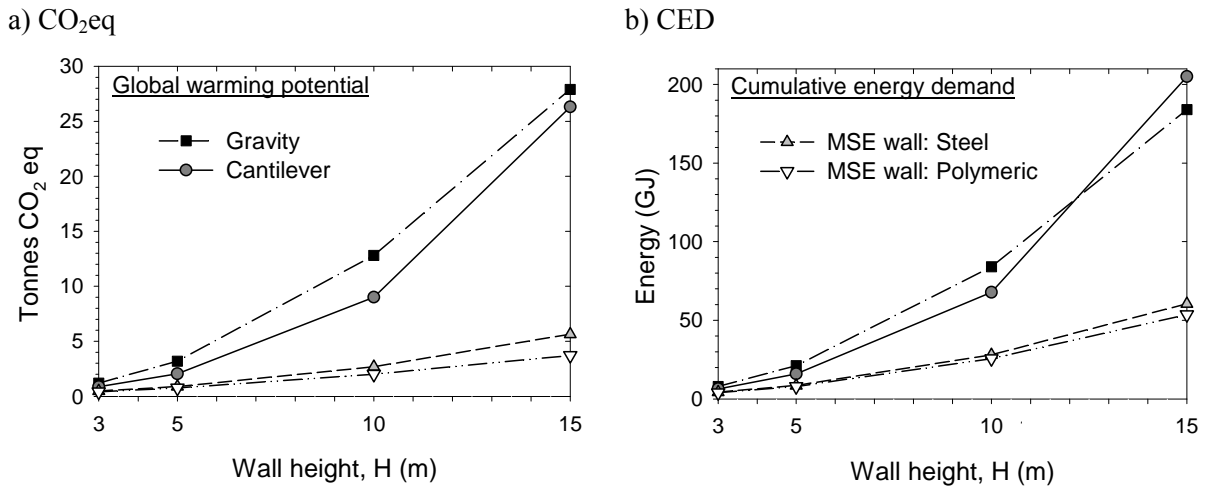 a) CO₂eq
Global warming potential
Gravity
Cantilever
Tonnes CO₂ eq
30
25
20
15
10
5
0
3 5 10 15
Wall height, H (m)
b) CED
Cumulative energy demand
MSE wall: Steel
MSE wall: Polymeric
Energy (GJ)
200
150
100
50
0
3 5 10 15
Wall height, H (m)